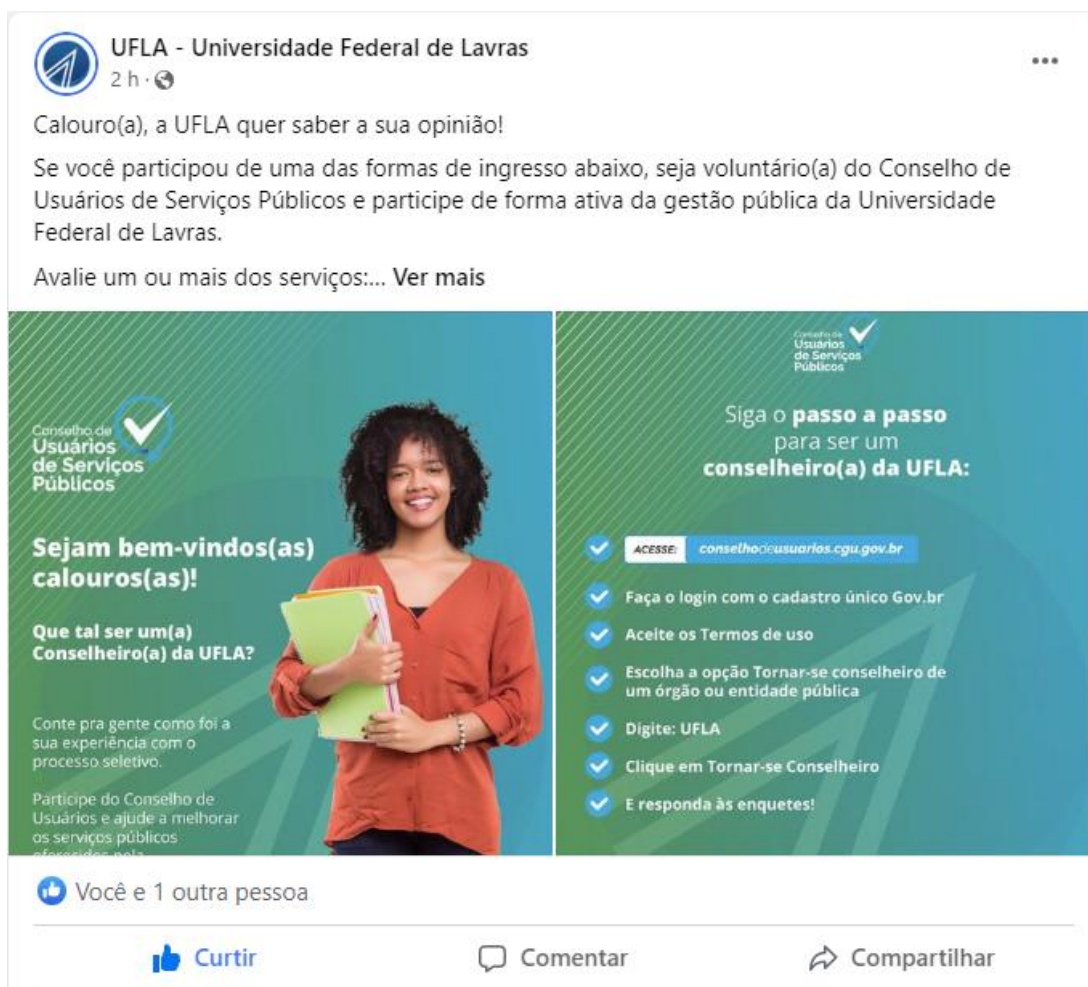 UFLA - Universidade Federal de Lavras
2 h ·
Calouro(a), a UFLA quer saber a sua opinião!
Se você participou de uma das formas de ingresso abaixo, seja voluntário(a) do Conselho de
Usuários de Serviços Públicos e participe de forma ativa da gestão pública da Universidade
Federal de Lavras.
Avalie um ou mais dos serviços:... Ver mais
Conselho de
Usuários
de Serviços
Públicos
Sejam bem-vindos(as)
calouros(as)!
Que tal ser um(a)
Conselheiro(a) da UFLA?
Conte pra gente como foi a
sua experiência com o
processo seletivo.
Participe do Conselho de
Usuários e ajude a melhorar
os serviços públicos
oferecidos pela
Conselho de
Usuários
de Serviços
Públicos
Siga o passo a passo
para ser um
conselheiro(a) da UFLA:
ACESSE: conselhodeusuarios.cgu.gov.br
Faça o login com o cadastro único Gov.br
Aceite os Termos de uso
Escolha a opção Tornar-se conselheiro de
um órgão ou entidade pública
Digite: UFLA
Clique em Tornar-se Conselheiro
E responda às enquetes!
Você e 1 outra pessoa
Curtir
Comentar
Compartilhar